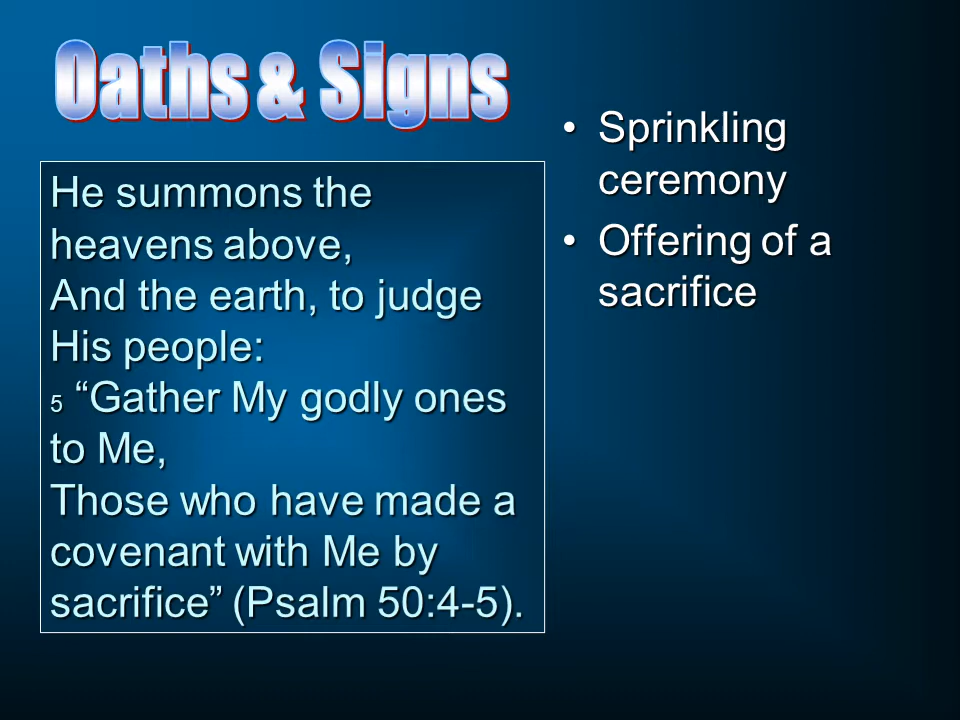 Oaths & Signs
He summons the
heavens above,
And the earth, to judge
His people:
5 “Gather My godly ones
to Me,
Those who have made a
covenant with Me by
sacrifice” (Psalm 50:4-5).
• Sprinkling
ceremony
• Offering of a
sacrifice